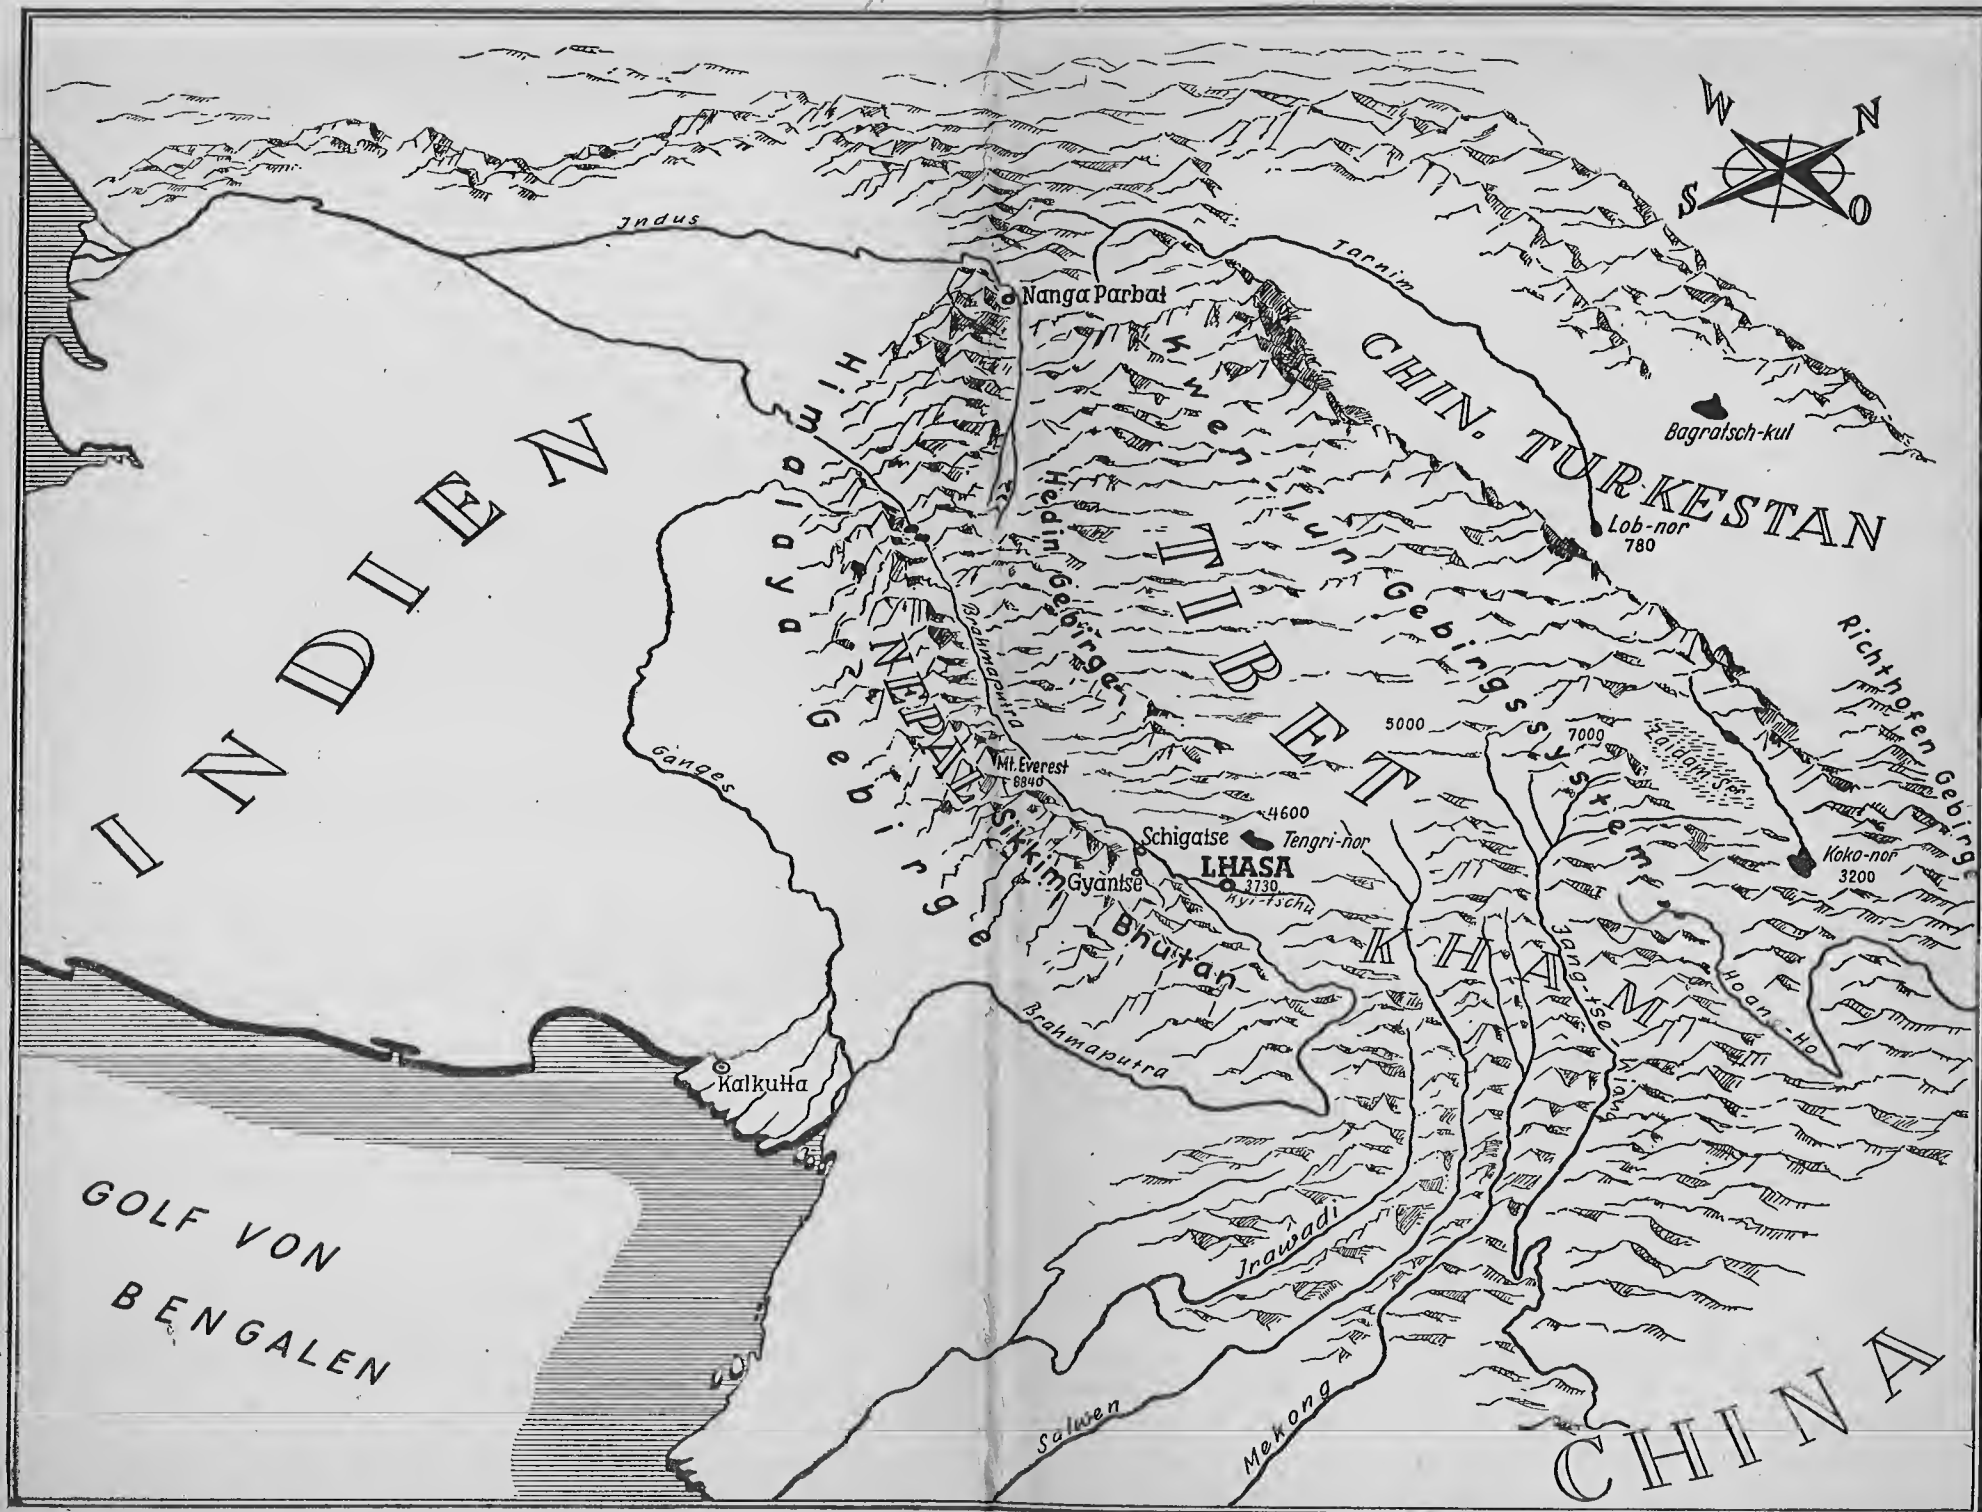 W
N
S
O
Indus
Tarnim
Nanga Parbat
CHIN. TURKESTAN
Bagratsch-kul
Lob-nor
780
Himalaya Gebirge
Kwen-lun Gebirgssystem
Hedin Gebirge
TIBET
INDIEN
Richthofen Gebirge
Brahmaputra
NEPAL
5000
7000
Zaidam-Spr
Ganges
Mt. Everest
8840
4600
Schigatse
Tengri-nor
LHASA
3730
Kyi-tschu
Gyantse
Sikkim
Bhutan
Koko-nor
3200
KHAM
Jang-tse-kiang
Hoang-Ho
Brahmaputra
Kalkutta
GOLF VON
BENGALEN
Irawadi
Salwen
Mekong
CHINA